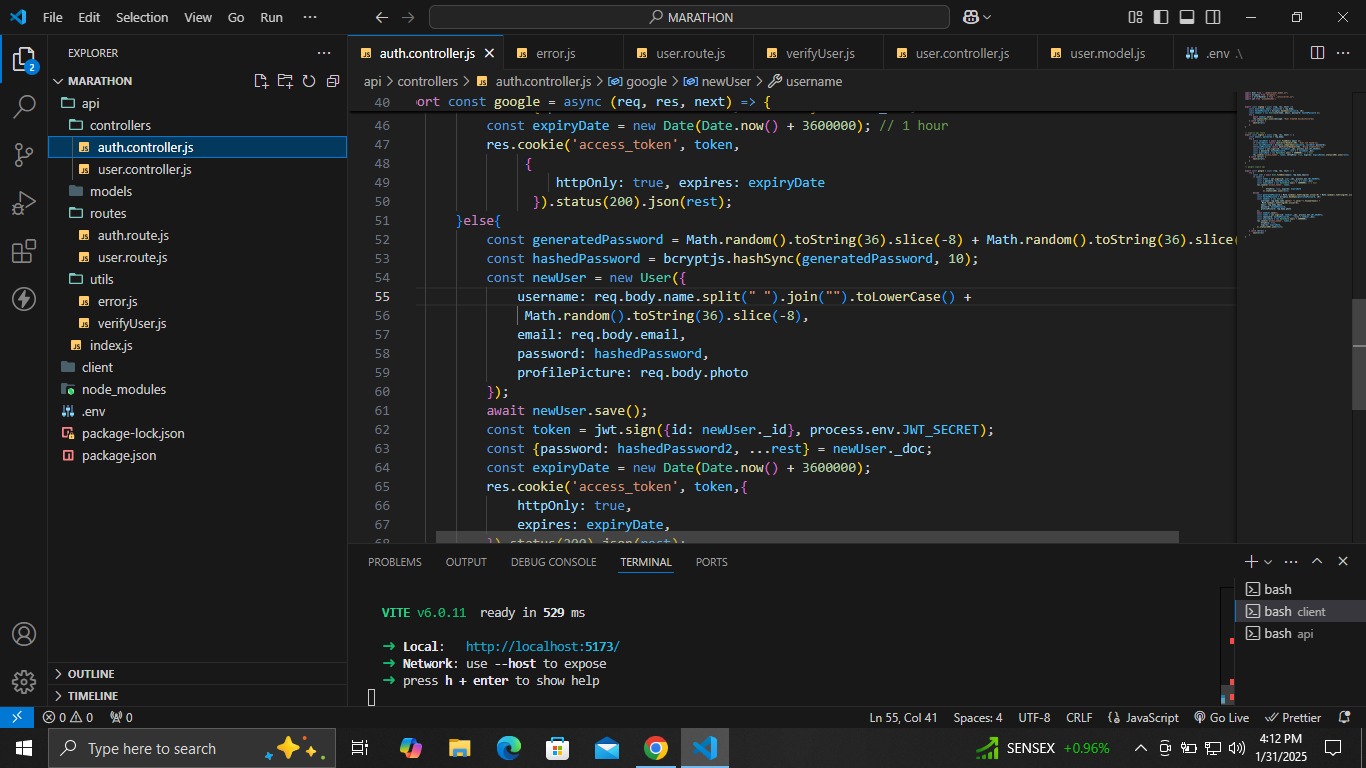 File Edit Selection View Go Run ··· MARATHON
EXPLORER ···
MARATHON
api
controllers
auth.controller.js
user.controller.js
models
routes
auth.route.js
user.route.js
utils
error.js
verifyUser.js
index.js
client
node_modules
.env
package-lock.json
package.json
OUTLINE
TIMELINE
2
auth.controller.js error.js user.route.js verifyUser.js user.controller.js user.model.js .env .\
api > controllers > auth.controller.js > google > newUser > username
40 ort const google = async (req, res, next) => {
46 const expiryDate = new Date(Date.now() + 3600000); // 1 hour
47 res.cookie('access_token', token,
48 {
49 httpOnly: true, expires: expiryDate
50 }).status(200).json(rest);
51 }else{
52 const generatedPassword = Math.random().toString(36).slice(-8) + Math.random().toString(36).slice(
53 const hashedPassword = bcryptjs.hashSync(generatedPassword, 10);
54 const newUser = new User({
55 username: req.body.name.split(" ").join("").toLowerCase() +
56 Math.random().toString(36).slice(-8),
57 email: req.body.email,
58 password: hashedPassword,
59 profilePicture: req.body.photo
60 });
61 await newUser.save();
62 const token = jwt.sign({id: newUser._id}, process.env.JWT_SECRET);
63 const {password: hashedPassword2, ...rest} = newUser._doc;
64 const expiryDate = new Date(Date.now() + 3600000);
65 res.cookie('access_token', token,{
66 httpOnly: true,
67 expires: expiryDate,
68 }).status(200).json(rest);
PROBLEMS OUTPUT DEBUG CONSOLE TERMINAL PORTS
VITE v6.0.11 ready in 529 ms
➜ Local: http://localhost:5173/
➜ Network: use --host to expose
➜ press h + enter to show help
bash
bash client
bash api
0 0 0 Ln 55, Col 41 Spaces: 4 UTF-8 CRLF {} JavaScript Go Live Prettier
Type here to search SENSEX +0.96% 4:12 PM
1/31/2025